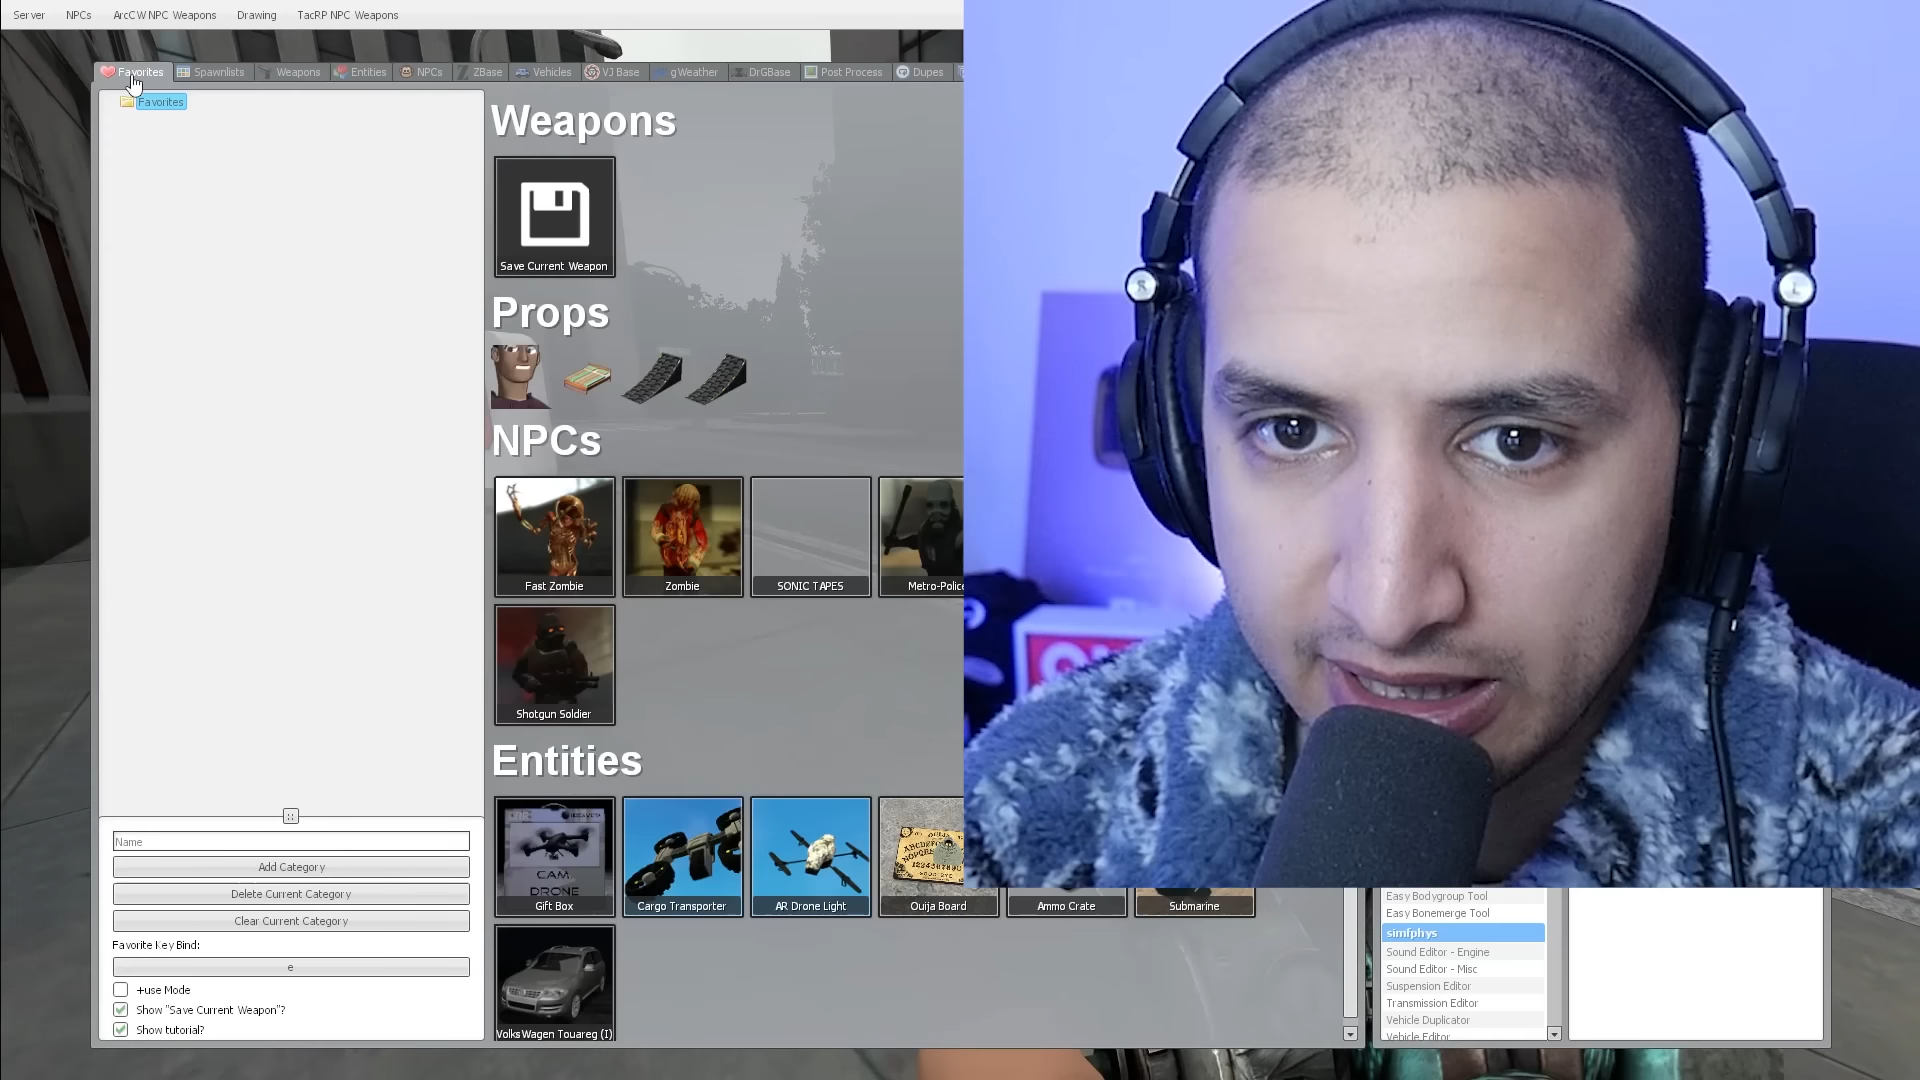 Server NPCs ArcCW NPC Weapons Drawing TacRP NPC Weapons
Favorites Spawnlists Weapons Entities NPCs ZBase Vehicles VJ Base gWeather DrGBase Post Process Dupes
Favorites
Weapons
Save Current Weapon
Props
NPCs
Fast Zombie Zombie SONIC TAPES Metro-Police
Shotgun Soldier
Entities
CAM
DRONE
Gift Box Cargo Transporter AR Drone Light Ouija Board Ammo Crate Submarine
VolksWagen Touareg (I)
Name
Add Category
Delete Current Category
Clear Current Category
Favorite Key Bind:
e
+use Mode
Show "Save Current Weapon"?
Show tutorial?
Easy Bodygroup Tool
Easy Bonemerge Tool
simfphys
Sound Editor - Engine
Sound Editor - Misc
Suspension Editor
Transmission Editor
Vehicle Duplicator
Vehicle Editor
L